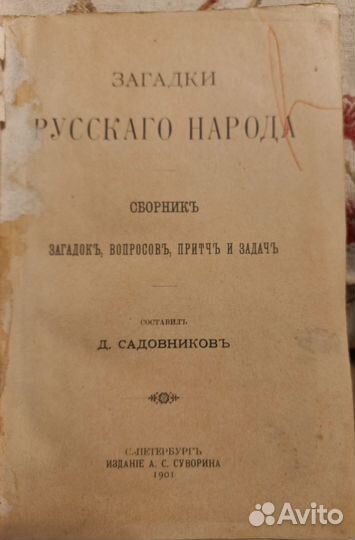 ЗАГАДКИ
РУССКАГО НАРОДА
СБОРНИКЪ
ЗАГАДОКЪ, ВОПРОСОВЪ, ПРИТЧЪ И ЗАДАЧЪ
СОСТАВИЛЪ
Д. САДОВНИКОВЪ
С.-ПЕТЕРБУРГЪ
ИЗДАНІЕ А. С. СУВОРИНА
1901
Avito